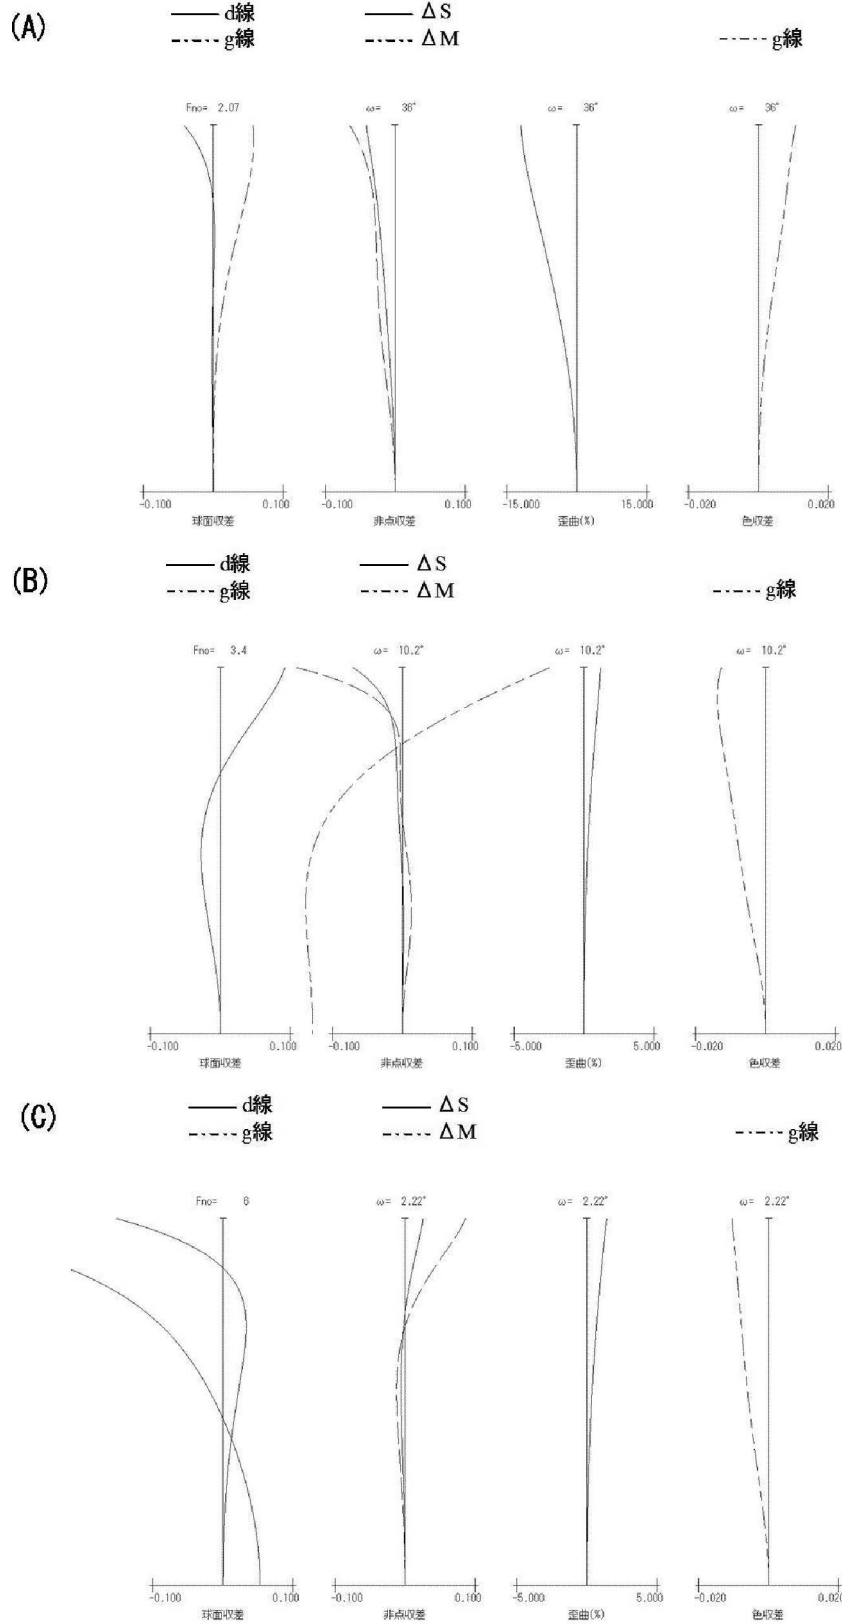 (A)
d線 ΔS
g線 ΔM g線
Fno= 2.07 ω= 36° ω= 36° ω= 36°
-0.100 0.100 -0.100 0.100 -15.000 15.000 -0.020 0.020
球面収差 非点収差 歪曲(%) 色収差
(B)
d線 ΔS
g線 ΔM g線
Fno= 3.4 ω= 10.2° ω= 10.2° ω= 10.2°
-0.100 0.100 -0.100 0.100 -5.000 5.000 -0.020 0.020
球面収差 非点収差 歪曲(%) 色収差
(C)
d線 ΔS
g線 ΔM g線
Fno= 6 ω= 2.22° ω= 2.22° ω= 2.22°
-0.100 0.100 -0.100 0.100 -5.000 5.000 -0.020 0.020
球面収差 非点収差 歪曲(%) 色収差